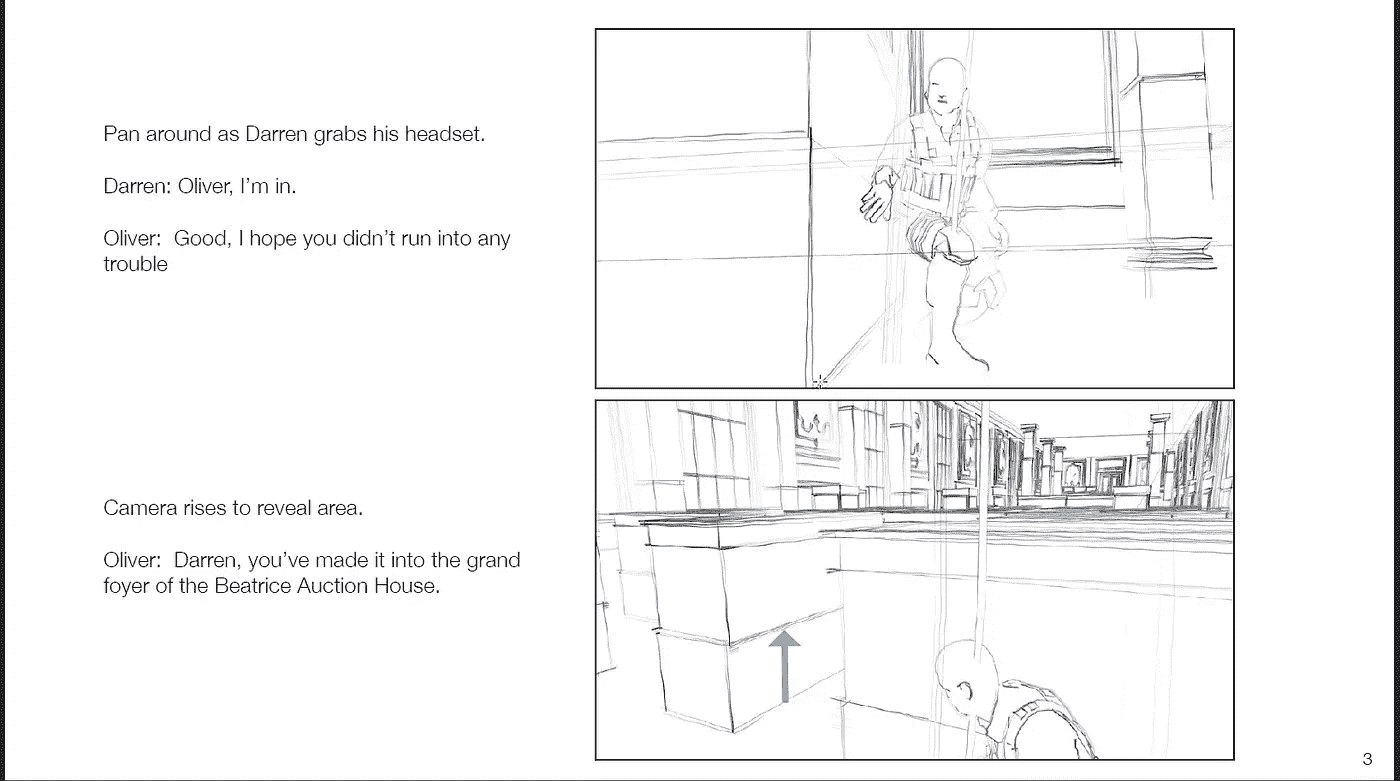 Pan around as Darren grabs his headset.
Darren: Oliver, I'm in.
Oliver:  Good, I hope you didn't run into any
trouble
Camera rises to reveal area.
Oliver:  Darren, you've made it into the grand
foyer of the Beatrice Auction House.
3